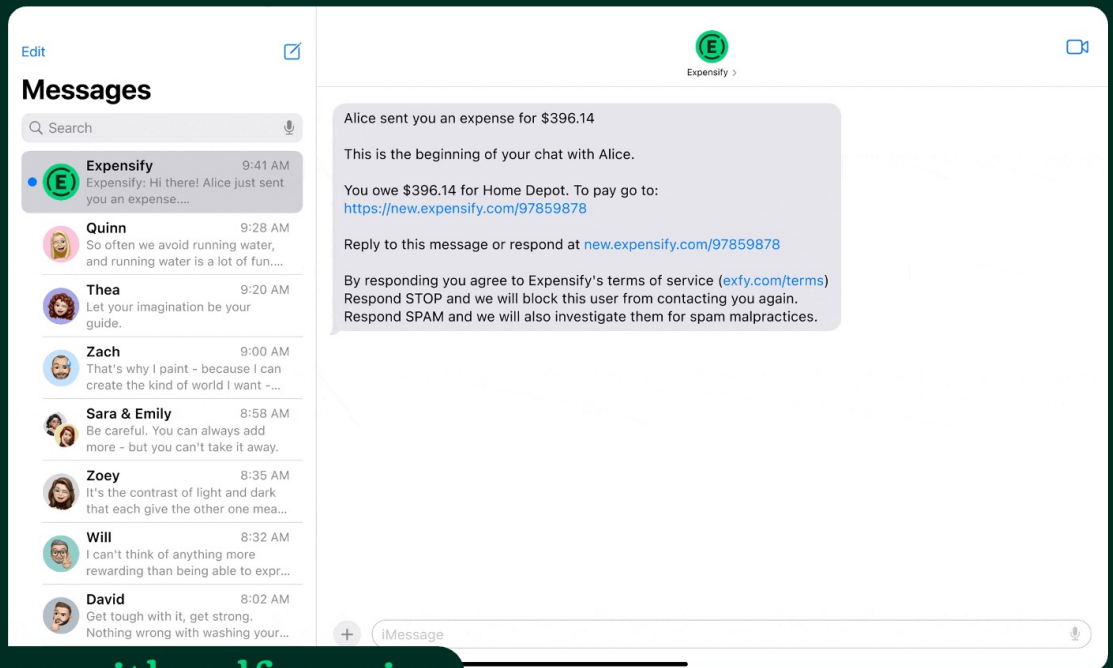 Edit
Messages
Search
Expensify 9:41 AM
Expensify: Hi there! Alice just sent
you an expense....
Quinn 9:28 AM
So often we avoid running water,
and running water is a lot of fun....
Thea 9:20 AM
Let your imagination be your
guide.
Zach 9:00 AM
That's why I paint - because I can
create the kind of world I want -...
Sara & Emily 8:58 AM
Be careful. You can always add
more - but you can't take it away.
Zoey 8:35 AM
It's the contrast of light and dark
that each give the other one mea...
Will 8:32 AM
I can't think of anything more
rewarding than being able to expr...
David 8:02 AM
Get tough with it, get strong.
Nothing wrong with washing your...
E
Expensify >
Alice sent you an expense for $396.14
This is the beginning of your chat with Alice.
You owe $396.14 for Home Depot. To pay go to:
https://new.expensify.com/97859878
Reply to this message or respond at new.expensify.com/97859878
By responding you agree to Expensify's terms of service (exfy.com/terms)
Respond STOP and we will block this user from contacting you again.
Respond SPAM and we will also investigate them for spam malpractices.
iMessage